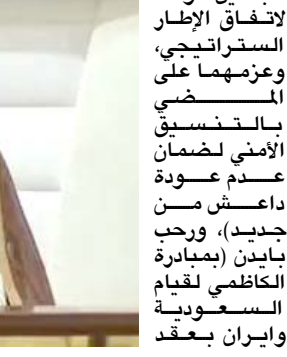 لاتفاق الإطار
الستراتيجي،
وعزمهما على
المضي
بالتنسيق
الأمني لضمان
عدم عودة
داعش من
جديد)، ورحب
بايدن (بمبادرة
الكاظمي لقيام
السعودية
وايران بعقد